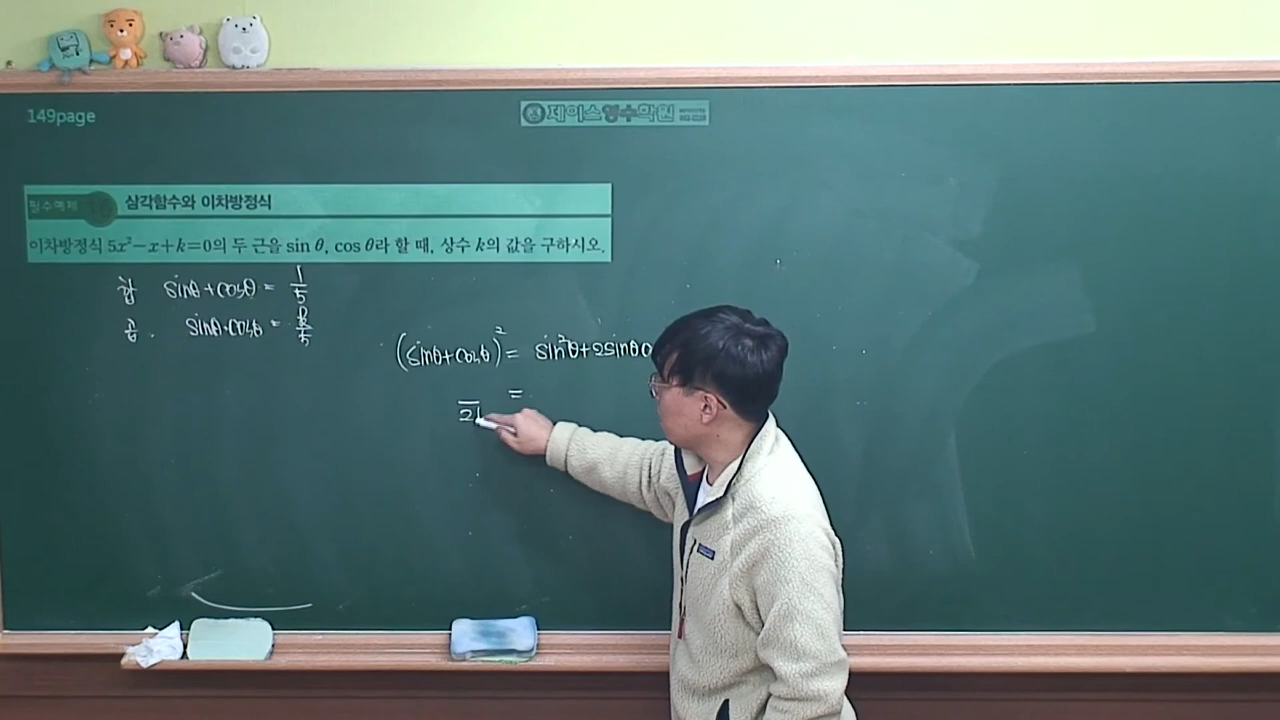 149page
제이스영수학원
필수예제 삼각함수와 이차방정식
이차방정식 5x²−x+k=0의 두 근을 sin θ, cos θ라 할 때, 상수 k의 값을 구하시오.
합 sinθ+cosθ = 1/5
곱. sinθ·cosθ = k/5
(sinθ+cosθ)² = sin²θ+2sinθ
=
21